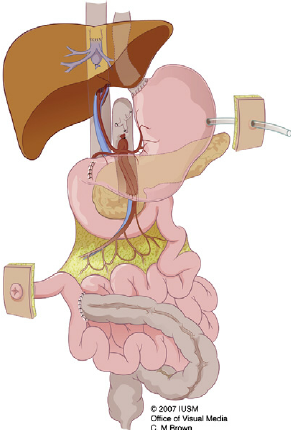 © 2007 IUSM
Office of Visual Media
C. M Brown